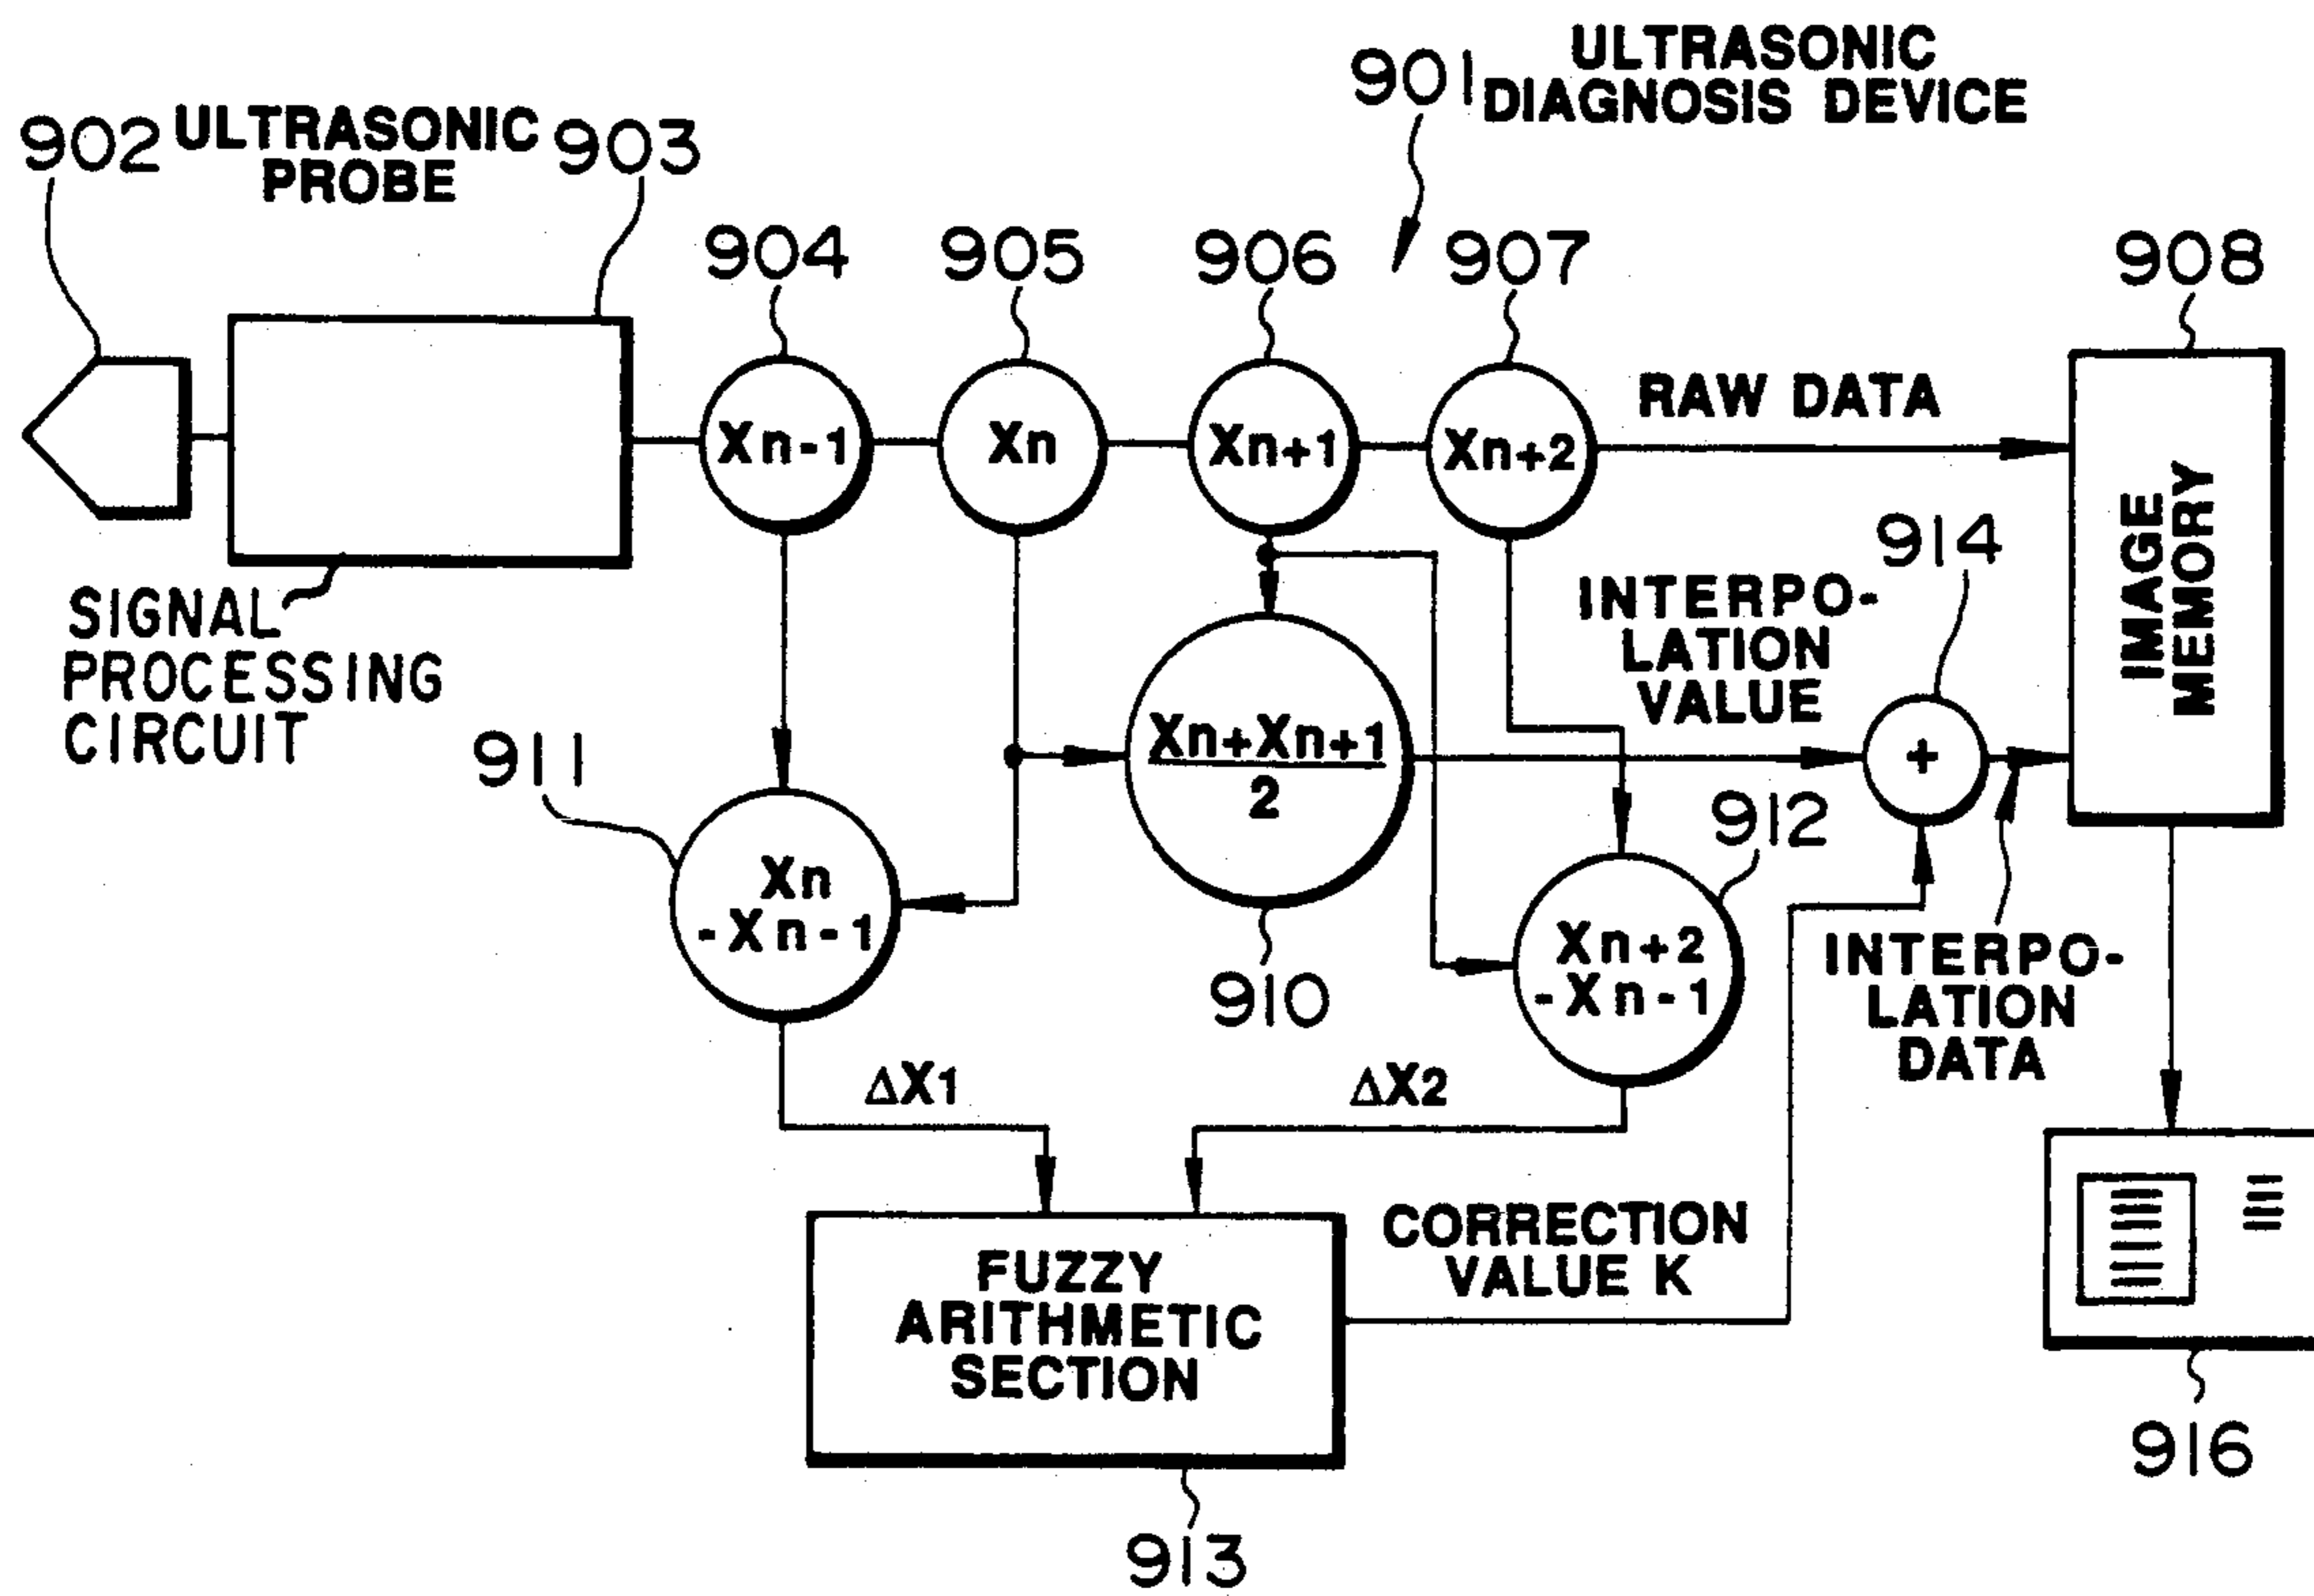 901 ULTRASONIC
DIAGNOSIS DEVICE
902 ULTRASONIC 903
PROBE
904
905
906
907
908
Xn-1
Xn
Xn+1
Xn+2
RAW DATA
IMAGE
MEMORY
914
SIGNAL
PROCESSING
CIRCUIT
INTERPO-
LATION
VALUE
911
Xn+Xn+1
2
+
912
Xn
-Xn-1
910
Xn+2
-Xn-1
INTERPO-
LATION
DATA
ΔX1
ΔX2
FUZZY
ARITHMETIC
SECTION
CORRECTION
VALUE K
916
913